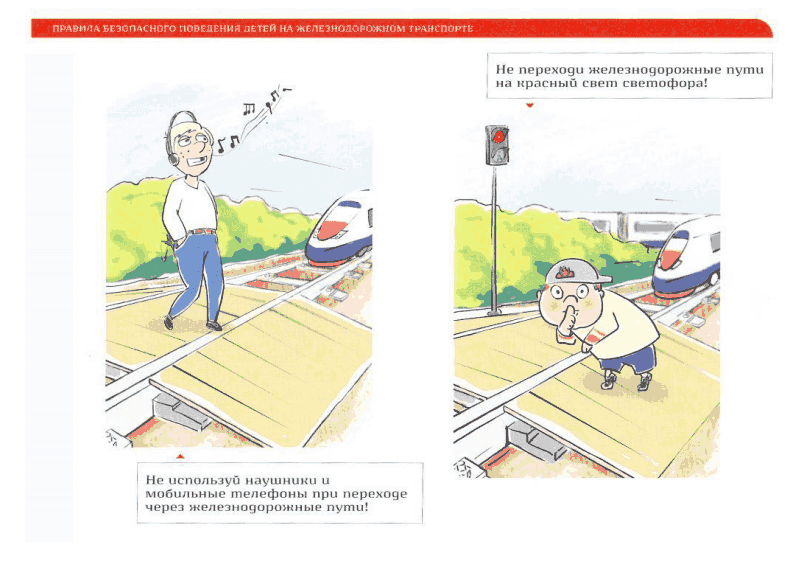 ПРАВИЛА БЕЗОПАСНОГО ПОВЕДЕНИЯ ДЕТЕЙ НА ЖЕЛЕЗНОДОРОЖНОМ ТРАНСПОРТЕ
Не переходи железнодорожные пути
на красный свет светофора!
Не используй наушники и
мобильные телефоны при переходе
через железнодорожные пути!